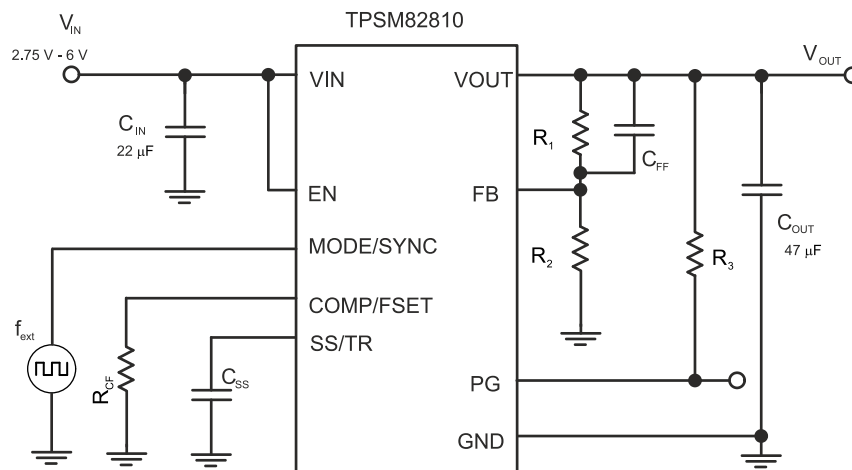 TPSM82810
V_IN
2.75 V - 6 V
V_OUT
VIN
VOUT
C_IN
22 µF
R_1
C_FF
EN
FB
MODE/SYNC
R_2
C_OUT
47 µF
R_3
COMP/FSET
f_ext
SS/TR
R_CF
C_SS
PG
GND